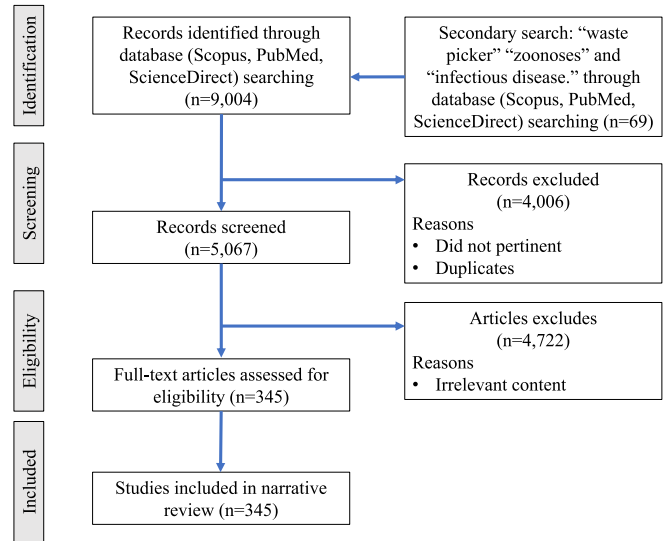 Identification
Records identified through
database (Scopus, PubMed,
ScienceDirect) searching
(n=9,004)
Secondary search: “waste
picker” “zoonoses” and
“infectious disease.” through
database (Scopus, PubMed,
ScienceDirect) searching (n=69)
Screening
Records excluded
(n=4,006)
Reasons
• Did not pertinent
• Duplicates
Records screened
(n=5,067)
Eligibility
Articles excludes
(n=4,722)
Reasons
• Irrelevant content
Full-text articles assessed for
eligibility (n=345)
Included
Studies included in narrative
review (n=345)